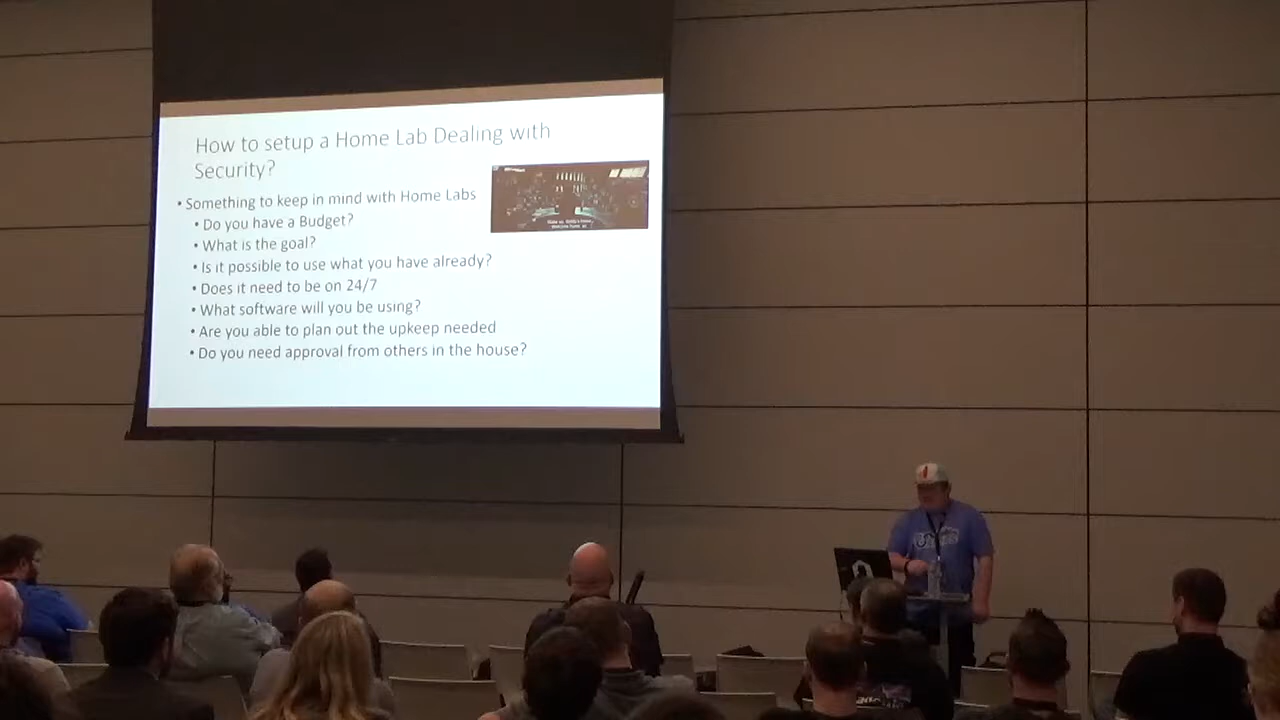 How to setup a Home Lab Dealing with
Security?
• Something to keep in mind with Home Labs
• Do you have a Budget?
• What is the goal?
• Is it possible to use what you have already?
• Does it need to be on 24/7
• What software will you be using?
• Are you able to plan out the upkeep needed
• Do you need approval from others in the house?